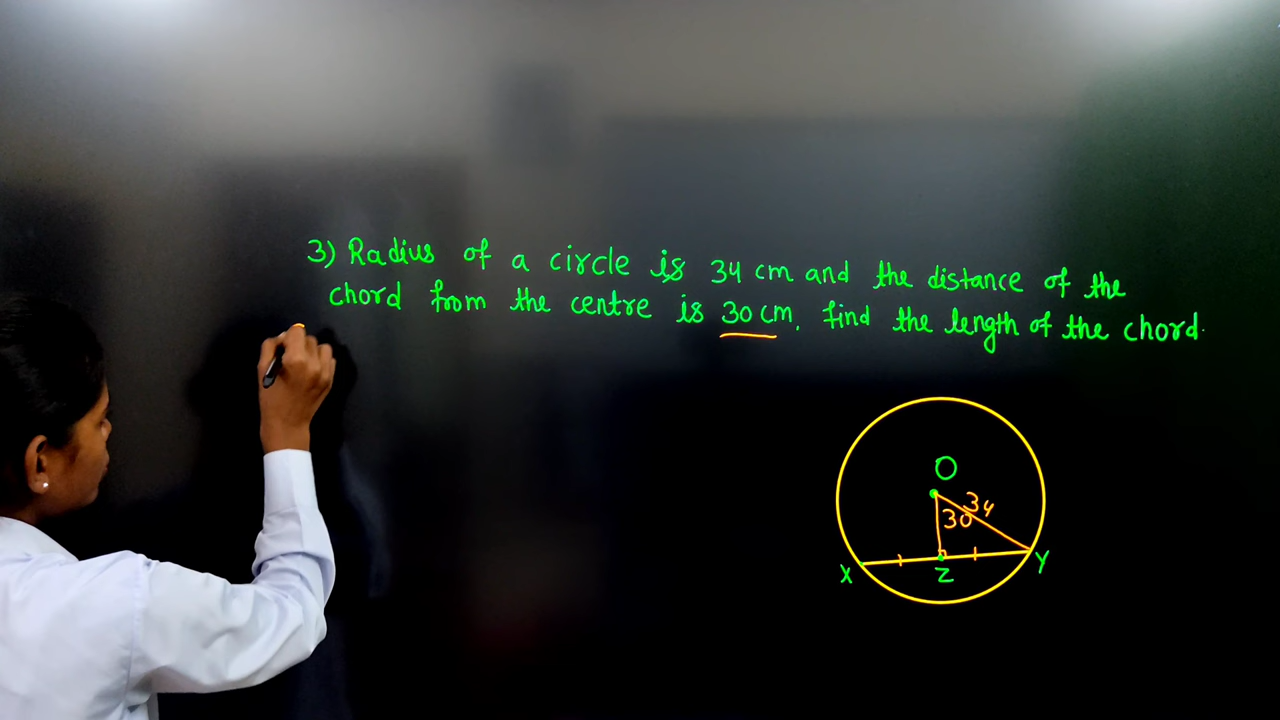 3) Radius of a circle is 34 cm and the distance of the
chord from the centre is 30 cm, find the length of the chord.
O
34
30
X
Z
Y